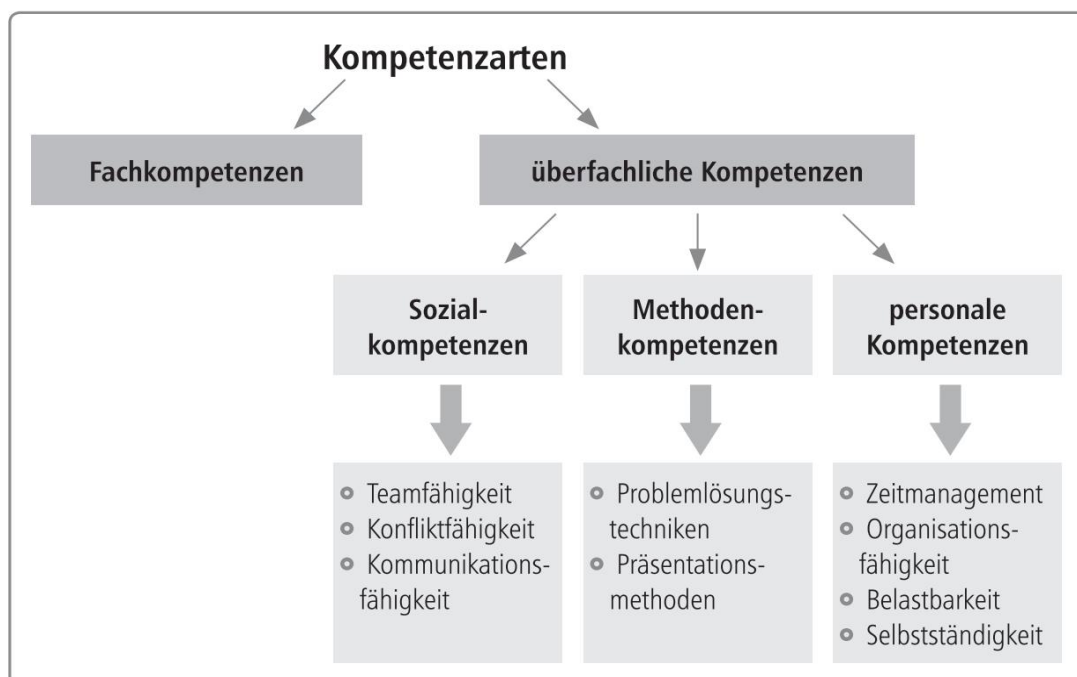 Kompetenzarten
Fachkompetenzen
überfachliche Kompetenzen
Sozial-
kompetenzen
Methoden-
kompetenzen
personale
Kompetenzen
Teamfähigkeit
Konfliktfähigkeit
Kommunikations-
fähigkeit
Problemlösungs-
techniken
Präsentations-
methoden
Zeitmanagement
Organisations-
fähigkeit
Belastbarkeit
Selbstständigkeit